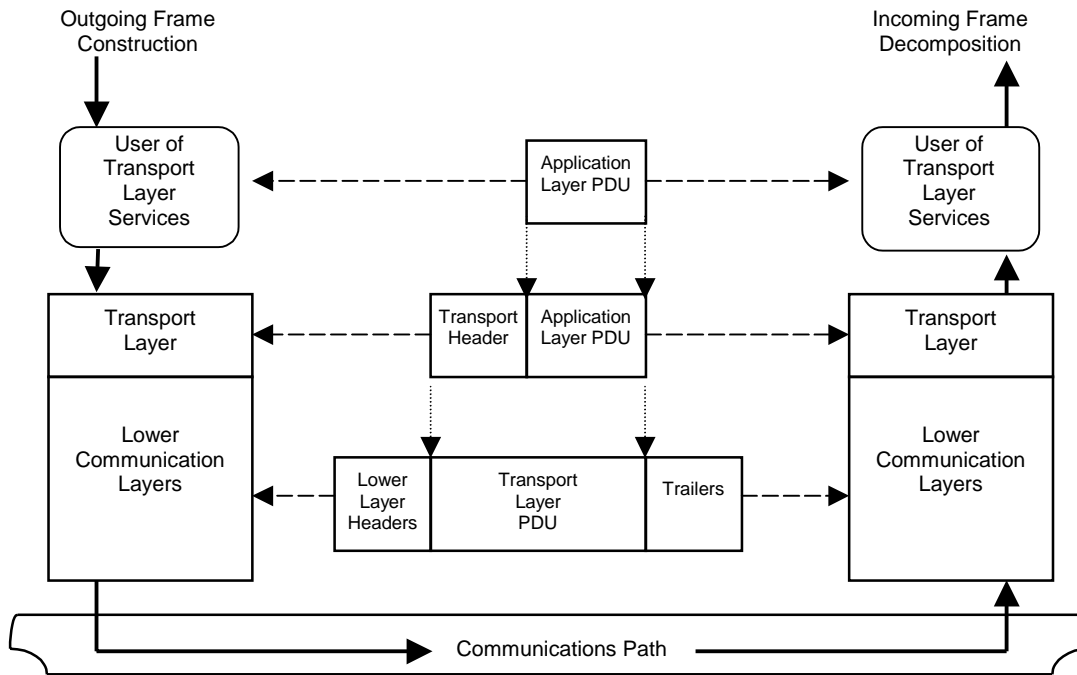 Outgoing Frame
Construction
Incoming Frame
Decomposition
User of
Transport
Layer
Services
Application
Layer PDU
User of
Transport
Layer
Services
Transport
Layer
Transport
Header
Application
Layer PDU
Transport
Layer
Lower
Communication
Layers
Lower
Layer
Headers
Transport
Layer
PDU
Trailers
Lower
Communication
Layers
Communications Path